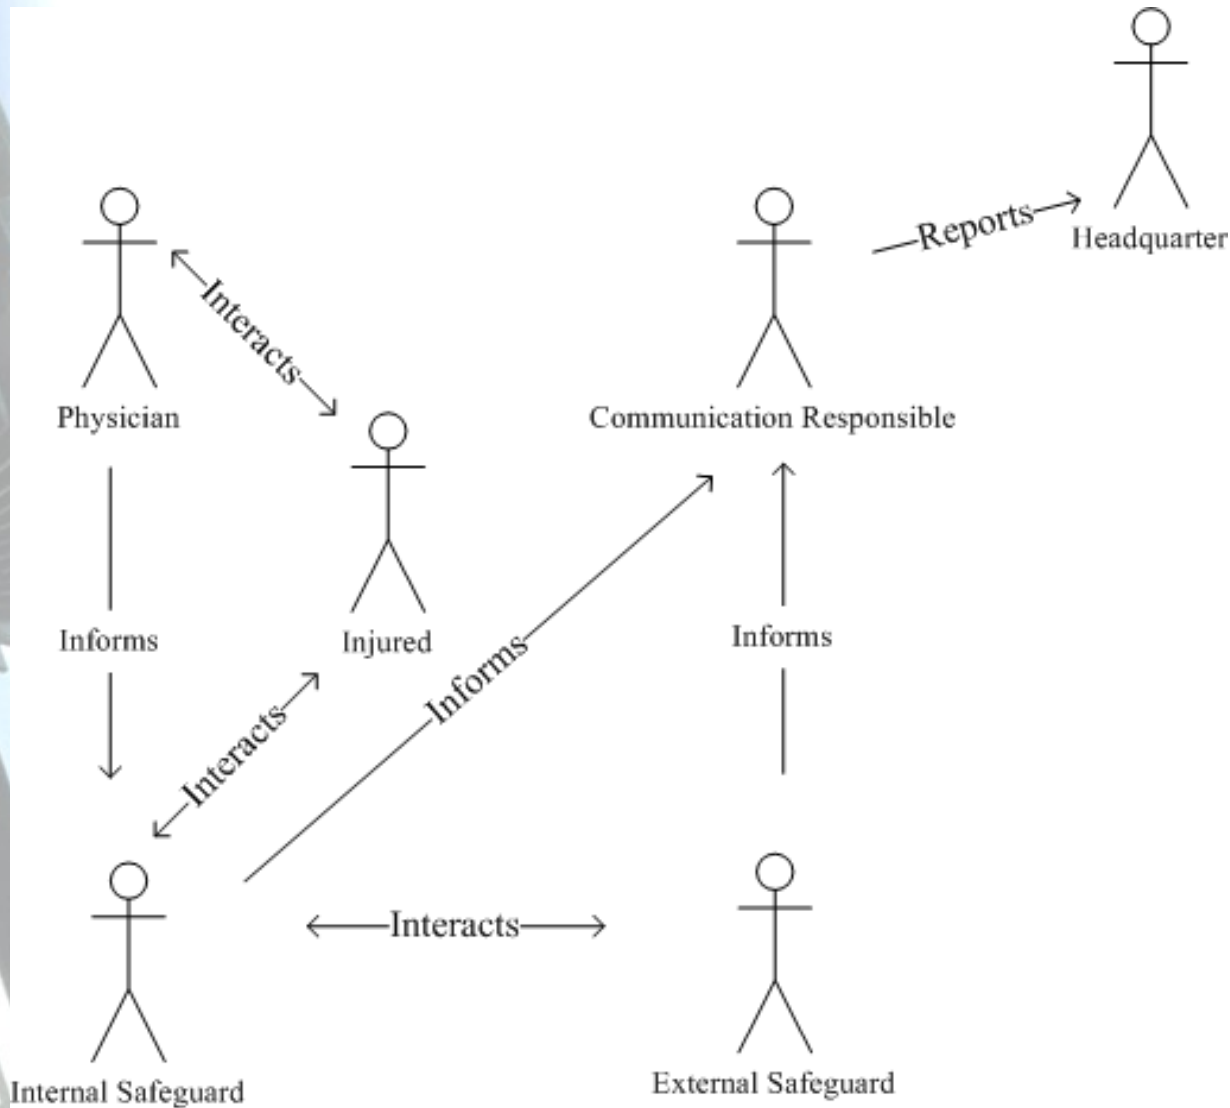 Reports
Headquarter
Interacts
Physician
Communication Responsible
Informs
Injured
Informs
Informs
Interacts
Interacts
Internal Safeguard
External Safeguard